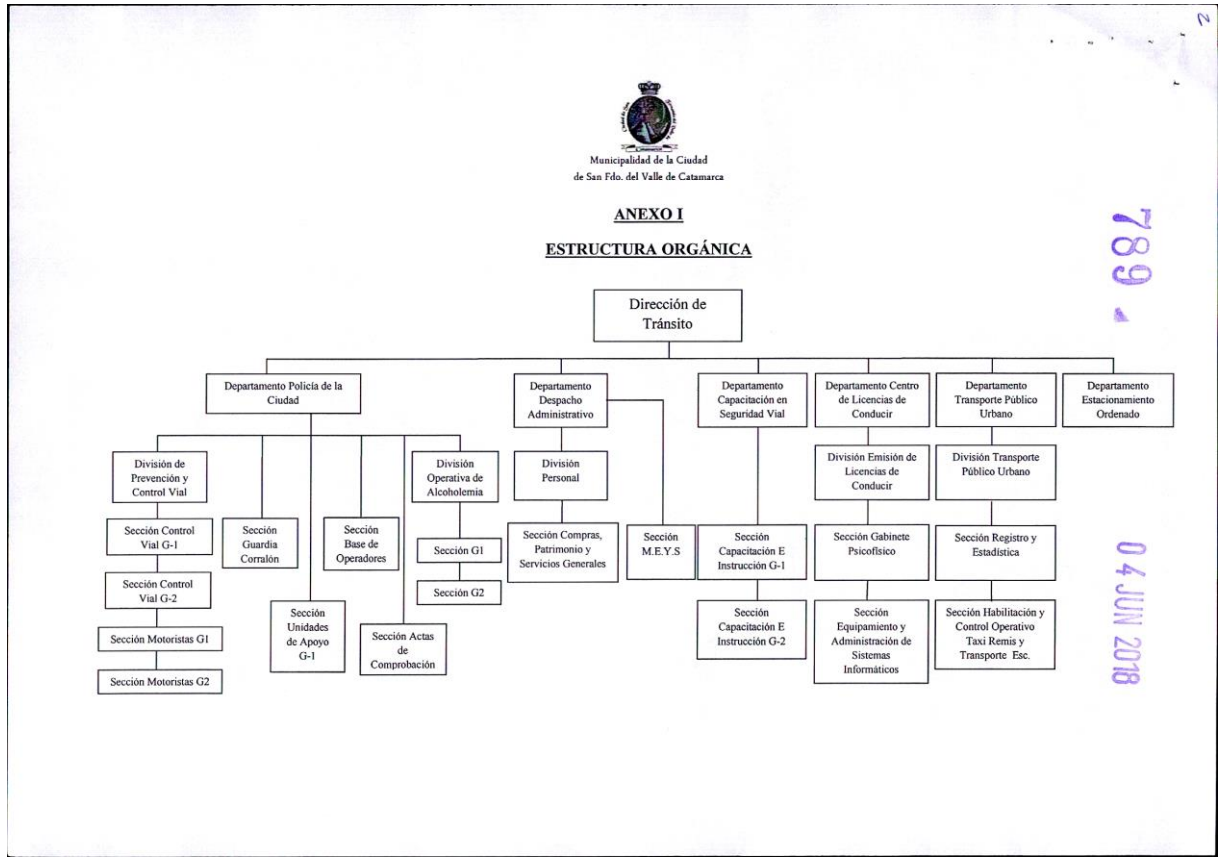 2
Municipalidad de la Ciudad
de San Fdo. del Valle de Catamarca
ANEXO I
ESTRUCTURA ORGÁNICA
789
04 JUN 2018
Dirección de
Tránsito
Departamento Policía de la
Ciudad
Departamento
Despacho
Administrativo
Departamento
Capacitación en
Seguridad Vial
Departamento Centro
de Licencias de
Conducir
Departamento
Transporte Público
Urbano
Departamento
Estacionamiento
Ordenado
División de
Prevención y
Control Vial
División
Operativa de
Alcoholemia
División
Personal
División Emisión de
Licencias de
Conducir
División Transporte
Público Urbano
Sección Control
Vial G-1
Sección
Guardia
Corralón
Sección
Base de
Operadores
Sección G1
Sección Compras,
Patrimonio y
Servicios Generales
Sección
M.E.Y.S
Sección
Capacitación E
Instrucción G-1
Sección Gabinete
Psicofísico
Sección Registro y
Estadística
Sección Control
Vial G-2
Sección G2
Sección
Unidades
de Apoyo
G-1
Sección Actas
de
Comprobación
Sección
Capacitación E
Instrucción G-2
Sección
Equipamiento y
Administración de
Sistemas
Informáticos
Sección Habilitación y
Control Operativo
Taxi Remis y
Transporte Esc.
Sección Motoristas G1
Sección Motoristas G2